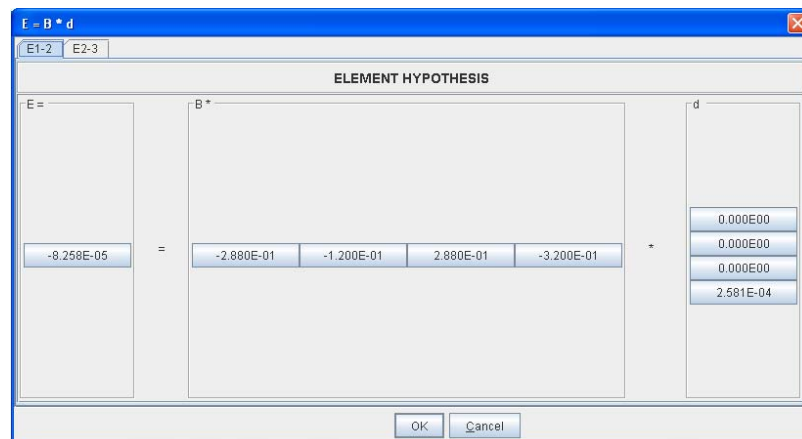 E = B * d
E1-2 E2-3
ELEMENT HYPOTHESIS
E = B * d
0.000E00
0.000E00
-8.258E-05 = -2.880E-01 -1.200E-01 2.880E-01 -3.200E-01 *
0.000E00
2.581E-04
OK Cancel